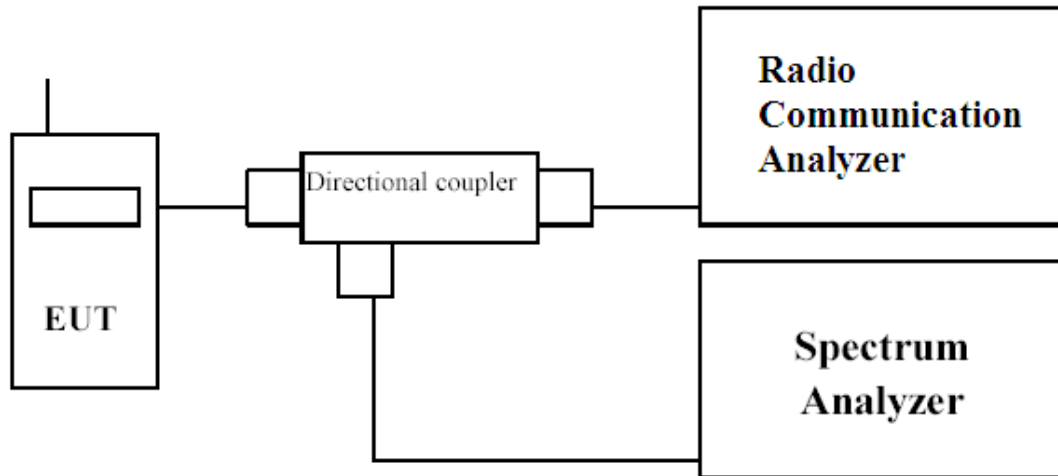 Radio
Communication
Analyzer
Directional coupler
EUT
Spectrum
Analyzer